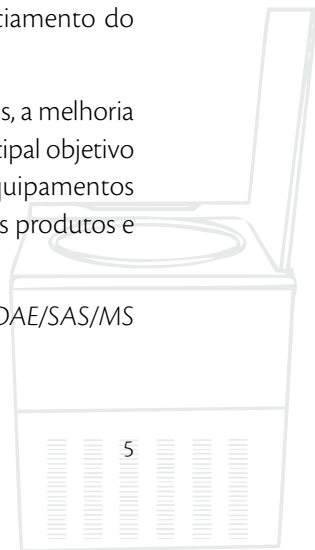 ciamento do
s, a melhoria
cipal objetivo
quipamentos
s produtos e
DAE/SAS/MS
5